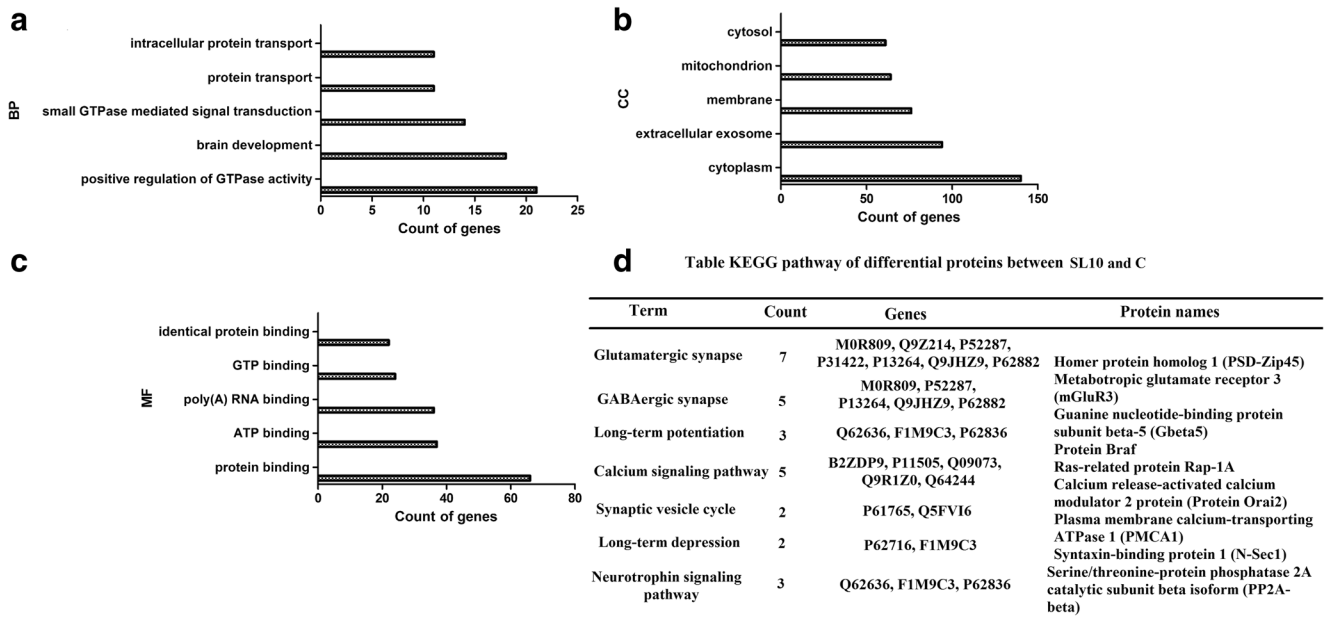 a
BP
intracellular protein transport
protein transport
small GTPase mediated signal transduction
brain development
positive regulation of GTPase activity
0 5 10 15 20 25
Count of genes
b
CC
cytosol
mitochondrion
membrane
extracellular exosome
cytoplasm
0 50 100 150
Count of genes
c
MF
identical protein binding
GTP binding
poly(A) RNA binding
ATP binding
protein binding
0 20 40 60 80
Count of genes
d
Table KEGG pathway of differential proteins between SL10 and C
Term Count Genes Protein names
Glutamatergic synapse 7
M0R809, Q9Z214, P52287,
P31422, P13264, Q9JHZ9, P62882
GABAergic synapse 5
M0R809, P52287,
P13264, Q9JHZ9, P62882
Long-term potentiation 3 Q62636, F1M9C3, P62836
Calcium signaling pathway 5
B2ZDP9, P11505, Q09073,
Q9R1Z0, Q64244
Synaptic vesicle cycle 2 P61765, Q5FVI6
Long-term depression 2 P62716, F1M9C3
Neurotrophin signaling
pathway
3 Q62636, F1M9C3, P62836
Homer protein homolog 1 (PSD-Zip45)
Metabotropic glutamate receptor 3
(mGluR3)
Guanine nucleotide-binding protein
subunit beta-5 (Gbeta5)
Protein Braf
Ras-related protein Rap-1A
Calcium release-activated calcium
modulator 2 protein (Protein Orai2)
Plasma membrane calcium-transporting
ATPase 1 (PMCA1)
Syntaxin-binding protein 1 (N-Sec1)
Serine/threonine-protein phosphatase 2A
catalytic subunit beta isoform (PP2A-
beta)